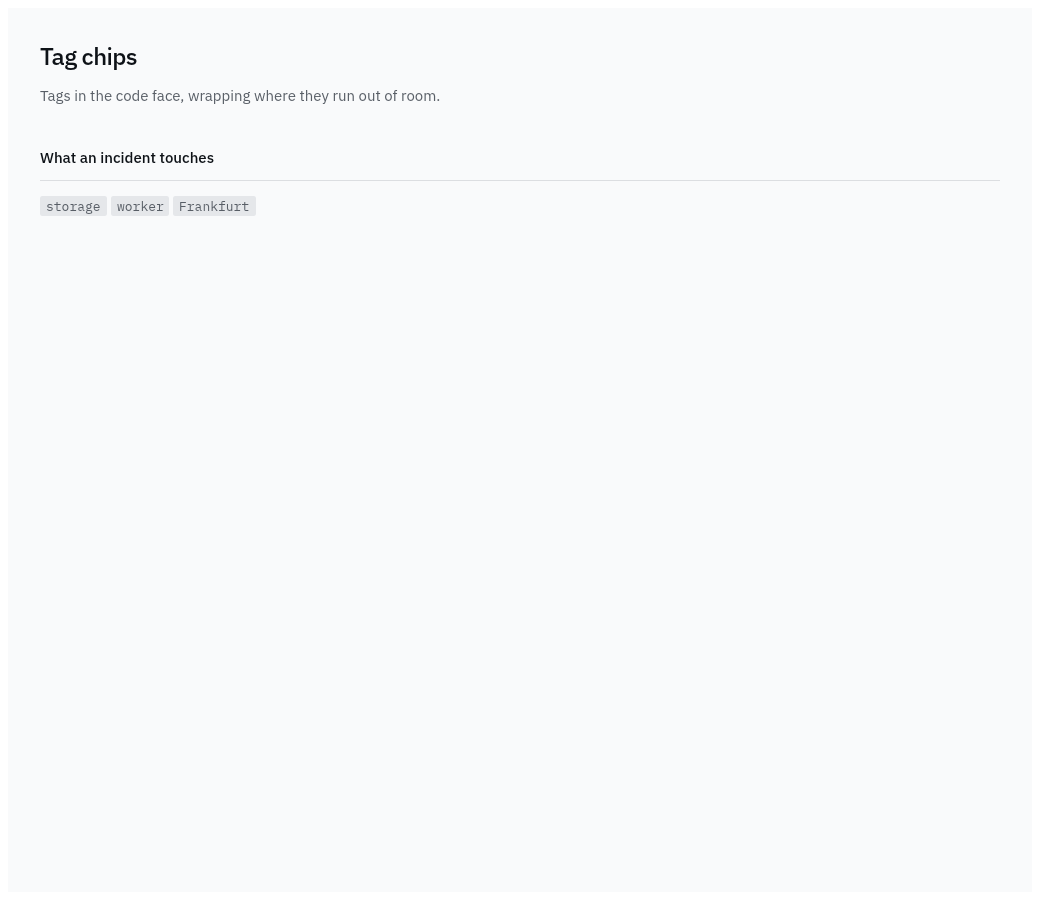 Tag chips
Tags in the code face, wrapping where they run out of room.
What an incident touches
storage worker Frankfurt